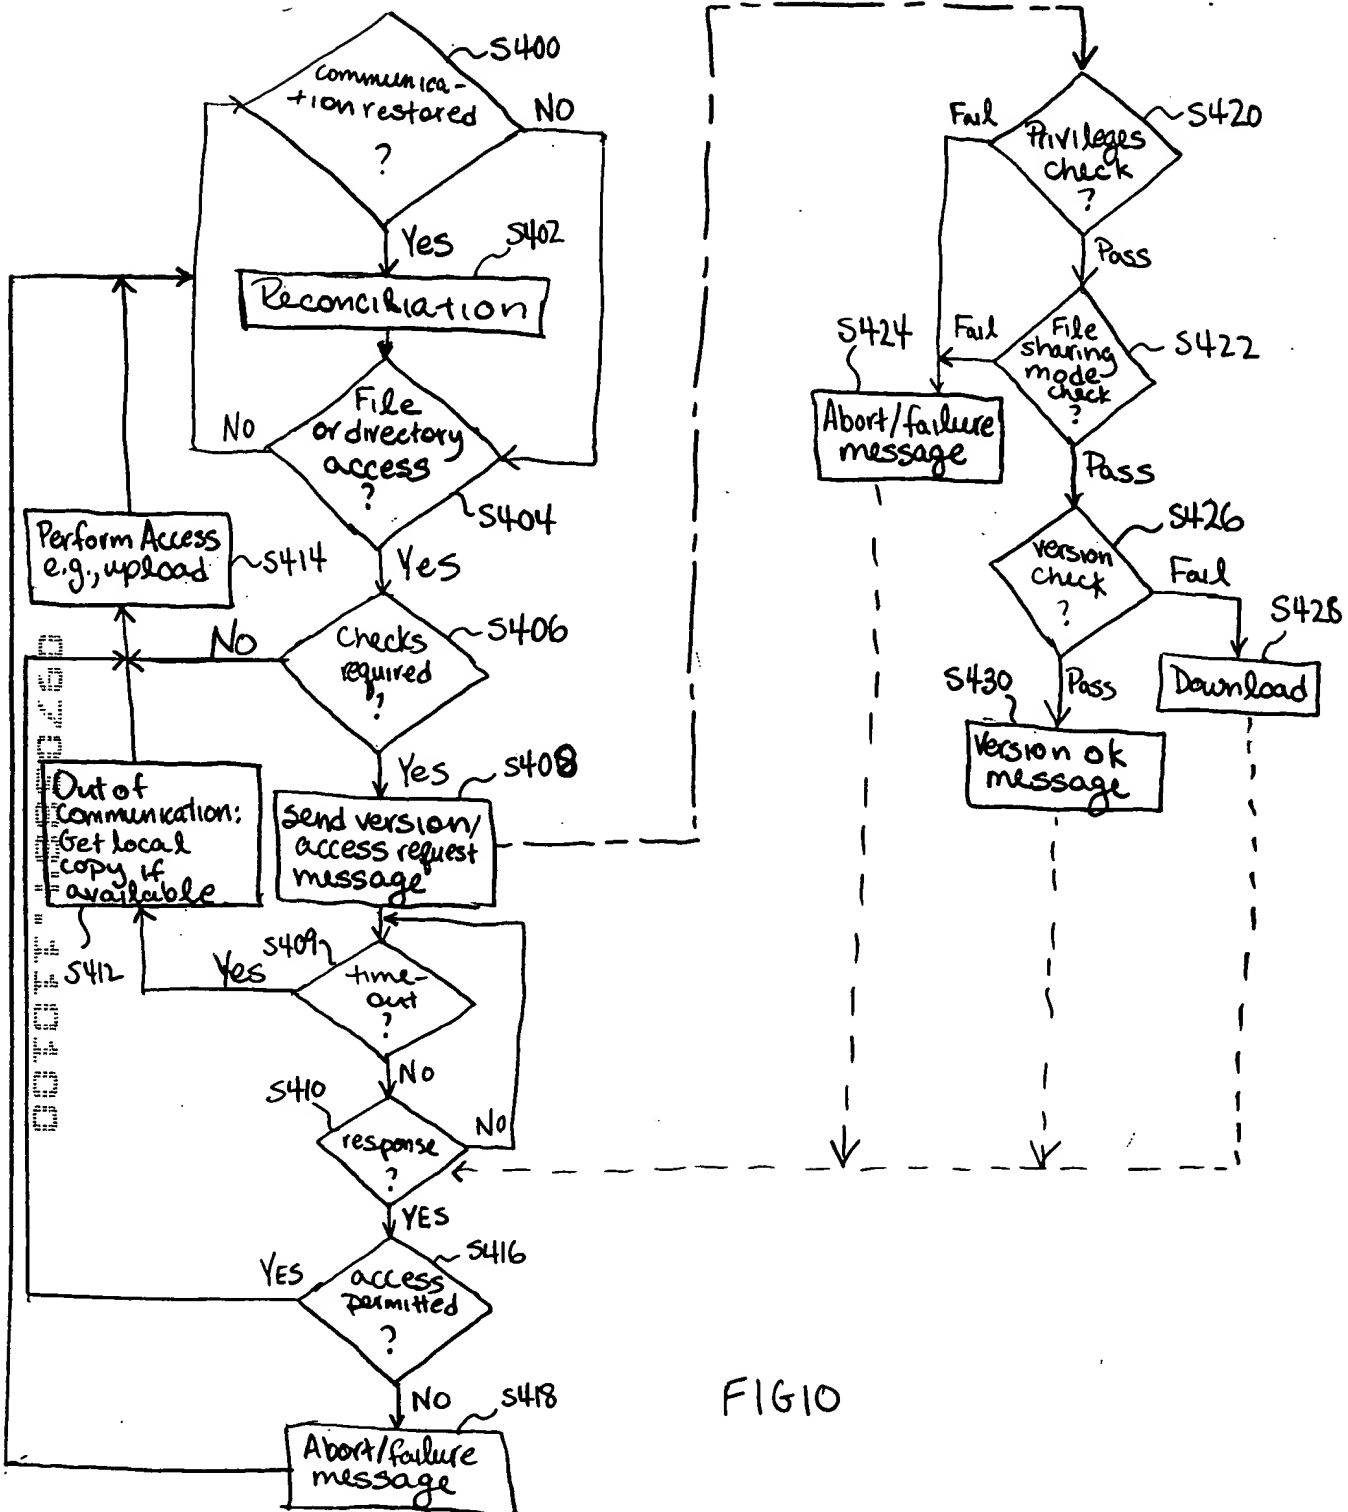 S400
communica-
tion restored
?
NO
Yes
S402
Reconciliation
File
or directory
access
?
No
S404
Yes
Perform Access
e.g., upload
S414
Checks
required
?
S406
No
Yes
S408
Send version/
access request
message
Out of
communication:
Get local
copy if
available
S412
S409
time-
out
?
Yes
NO
S410
response
?
NO
YES
S416
access
permitted
?
YES
NO
S418
Abort/failure
message
S420
Privileges
check
?
Fail
Pass
S422
File
sharing
mode
check
?
Fail
S424
Abort/failure
message
Pass
S426
version
check
?
Fail
S428
Download
Pass
S430
Version ok
message
FIG10